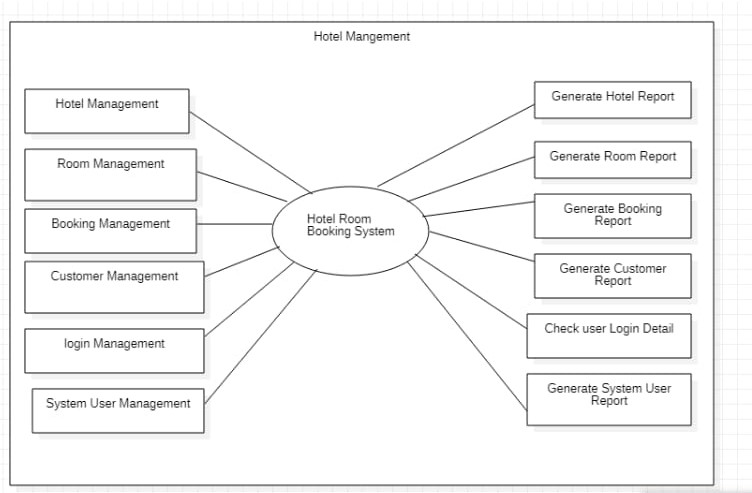 Hotel Mangement
Hotel Management
Room Management
Booking Management
Customer Management
login Management
System User Management
Hotel Room
Booking System
Generate Hotel Report
Generate Room Report
Generate Booking
Report
Generate Customer
Report
Check user Login Detail
Generate System User
Report